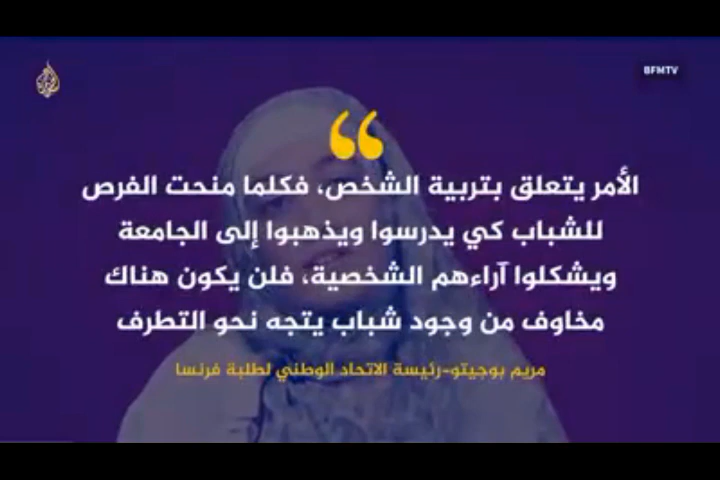 BFMTV
الأمر يتعلق بتربية الشخص، فكلما منحت الفرص
للشباب كي يدرسوا ويذهبوا إلى الجامعة
ويشكلوا آراءهم الشخصية، فلن يكون هناك
مخاوف من وجود شباب يتجه نحو التطرف
مريم بوجيتو-رئيسة الاتحاد الوطني لطلبة فرنسا